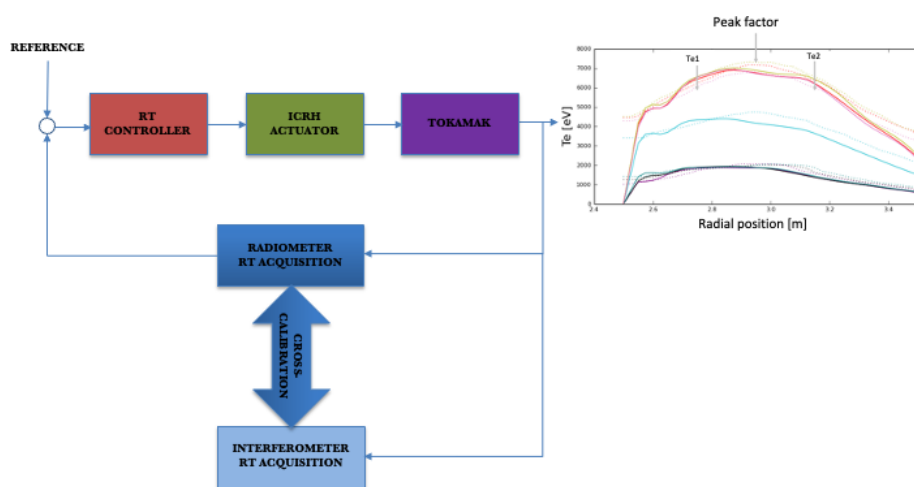 REFERENCE
RT
CONTROLLER
ICRH
ACTUATOR
TOKAMAK
RADIOMETER
RT ACQUISITION
CROSS-
CALIBRATION
INTERFEROMETER
RT ACQUISITION
Peak factor
Te1
Te2
Te [eV]
8000
7000
6000
5000
4000
3000
2000
1000
0
2.4
2.6
2.8
3.0
3.2
3.4
Radial position [m]